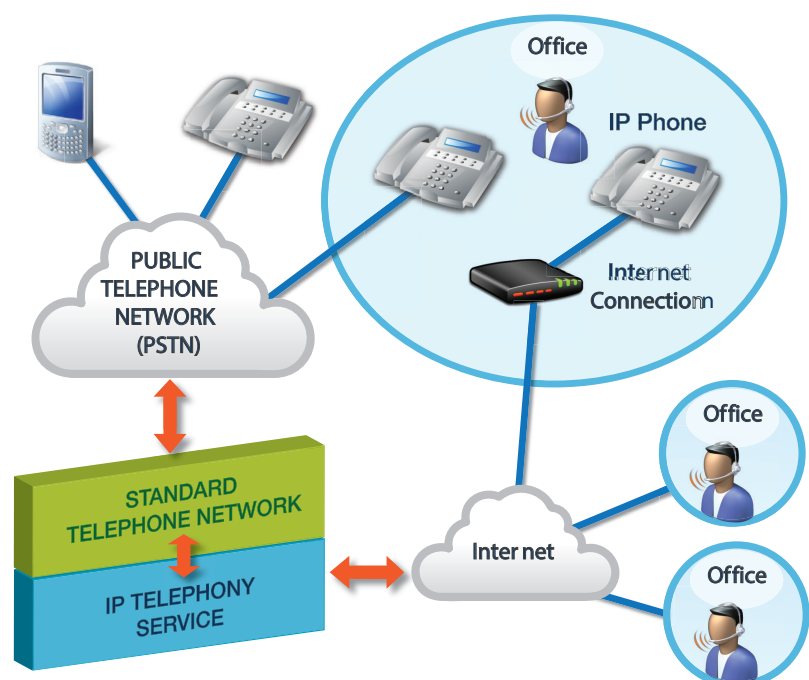 Office
IP Phone
PUBLIC
TELEPHONE
NETWORK
(PSTN)
Internet
Connection
STANDARD
TELEPHONE NETWORK
IP TELEPHONY
SERVICE
Internet
Office
Office